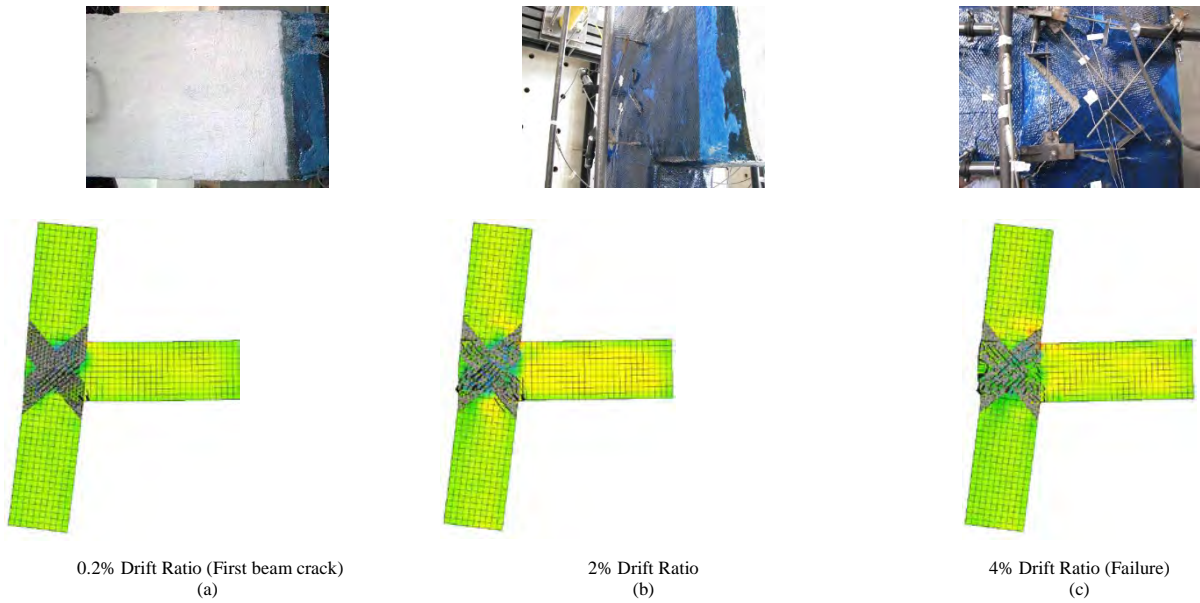 0.2% Drift Ratio (First beam crack)
(a)
2% Drift Ratio
(b)
4% Drift Ratio (Failure)
(c)